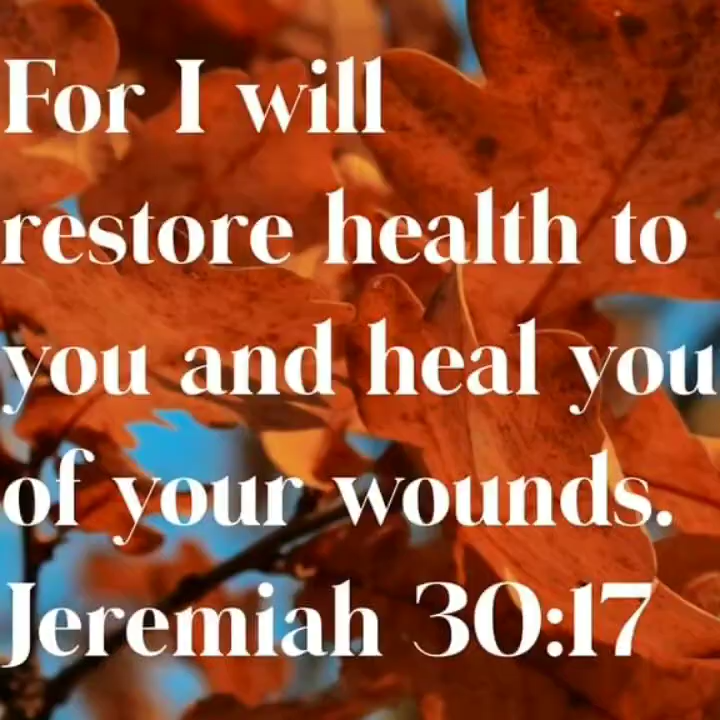 For I will
restore health to
you and heal you
of your wounds.
Jeremiah 30:17